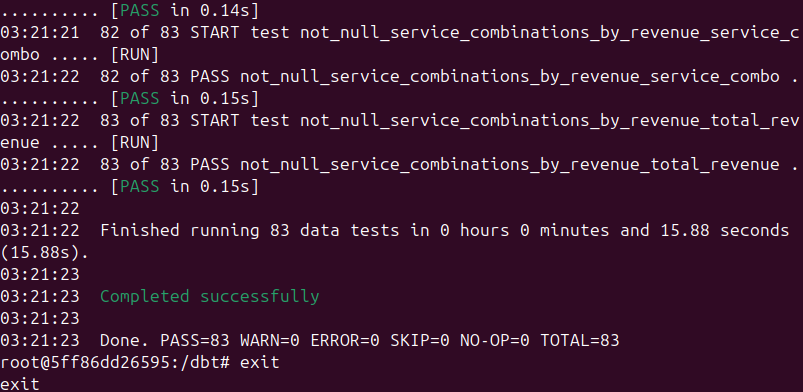 .......... [PASS in 0.14s]
03:21:21  82 of 83 START test not_null_service_combinations_by_revenue_service_c
ombo ..... [RUN]
03:21:22  82 of 83 PASS not_null_service_combinations_by_revenue_service_combo .
.......... [PASS in 0.15s]
03:21:22  83 of 83 START test not_null_service_combinations_by_revenue_total_rev
enue ..... [RUN]
03:21:22  83 of 83 PASS not_null_service_combinations_by_revenue_total_revenue .
.......... [PASS in 0.15s]
03:21:22
03:21:22  Finished running 83 data tests in 0 hours 0 minutes and 15.88 seconds
(15.88s).
03:21:23
03:21:23  Completed successfully
03:21:23
03:21:23  Done. PASS=83 WARN=0 ERROR=0 SKIP=0 NO-OP=0 TOTAL=83
root@5ff86dd26595:/dbt# exit
exit